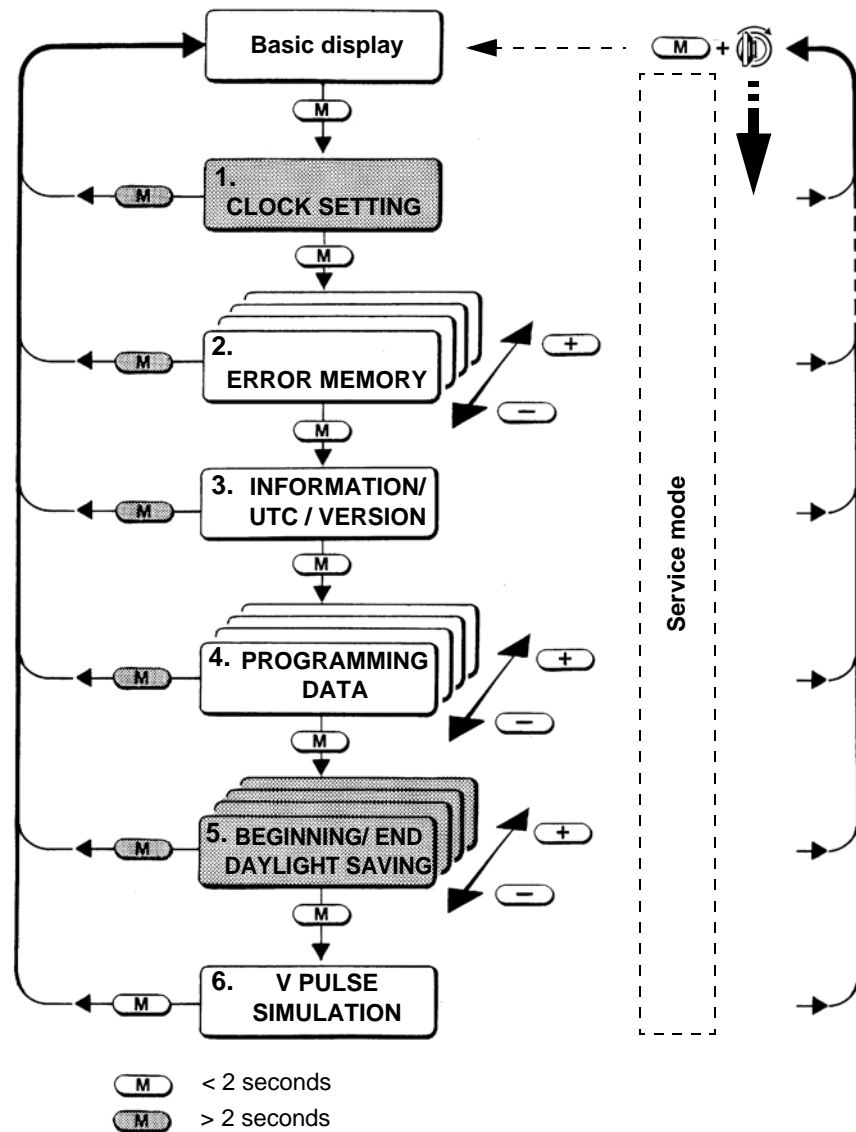 Basic display
M + 
M
1.
CLOCK SETTING
M
M
2.
ERROR MEMORY
M
+
−
M
3. INFORMATION/
UTC / VERSION
M
M
4. PROGRAMMING
DATA
M
+
−
M
5. BEGINNING/ END
DAYLIGHT SAVING
M
+
−
M
6. V PULSE
SIMULATION
M
Service mode
M < 2 seconds
M > 2 seconds